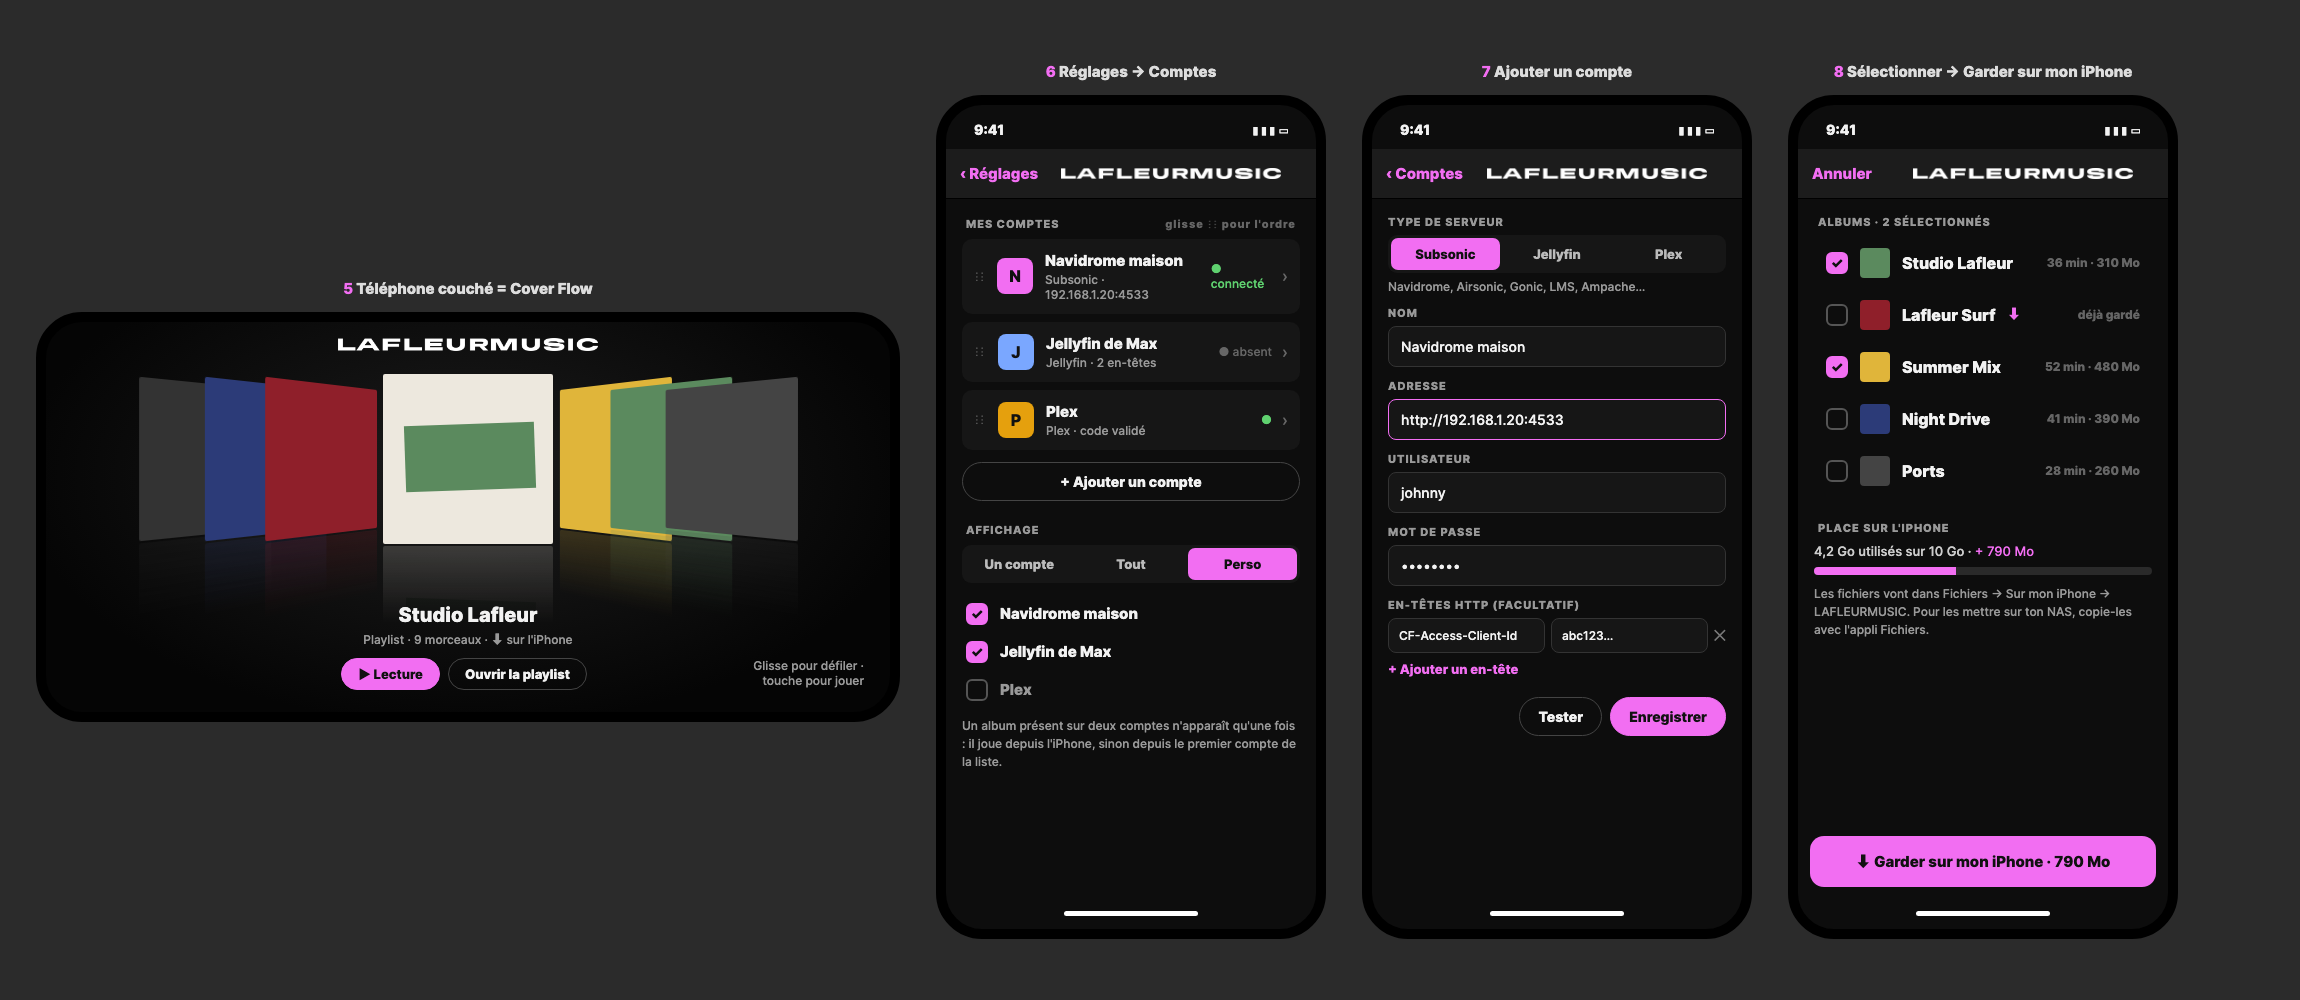 5 Téléphone couché = Cover Flow
LAFLEURMUSIC
Studio Lafleur
Playlist · 9 morceaux · ⬇ sur l'iPhone
▶ Lecture
Ouvrir la playlist
Glisse pour défiler ·
touche pour jouer
6 Réglages → Comptes
9:41
‹ Réglages
LAFLEURMUSIC
MES COMPTES
glisse ⁝⁝ pour l'ordre
N
Navidrome maison
Subsonic ·
192.168.1.20:4533
● connecté
›
J
Jellyfin de Max
Jellyfin · 2 en-têtes
● absent
›
P
Plex
Plex · code validé
●
›
+ Ajouter un compte
AFFICHAGE
Un compte
Tout
Perso
Navidrome maison
Jellyfin de Max
Plex
Un album présent sur deux comptes n'apparaît qu'une fois
: il joue depuis l'iPhone, sinon depuis le premier compte de
la liste.
7 Ajouter un compte
9:41
‹ Comptes
LAFLEURMUSIC
TYPE DE SERVEUR
Subsonic
Jellyfin
Plex
Navidrome, Airsonic, Gonic, LMS, Ampache…
NOM
Navidrome maison
ADRESSE
http://192.168.1.20:4533
UTILISATEUR
johnny
MOT DE PASSE
••••••••
EN-TÊTES HTTP (FACULTATIF)
CF-Access-Client-Id
abc123…
+ Ajouter un en-tête
Tester
Enregistrer
8 Sélectionner → Garder sur mon iPhone
9:41
Annuler
LAFLEURMUSIC
ALBUMS · 2 SÉLECTIONNÉS
Studio Lafleur
36 min · 310 Mo
Lafleur Surf ⬇
déjà gardé
Summer Mix
52 min · 480 Mo
Night Drive
41 min · 390 Mo
Ports
28 min · 260 Mo
PLACE SUR L'IPHONE
4,2 Go utilisés sur 10 Go · + 790 Mo
Les fichiers vont dans Fichiers → Sur mon iPhone →
LAFLEURMUSIC. Pour les mettre sur ton NAS, copie-les
avec l'appli Fichiers.
⬇ Garder sur mon iPhone · 790 Mo